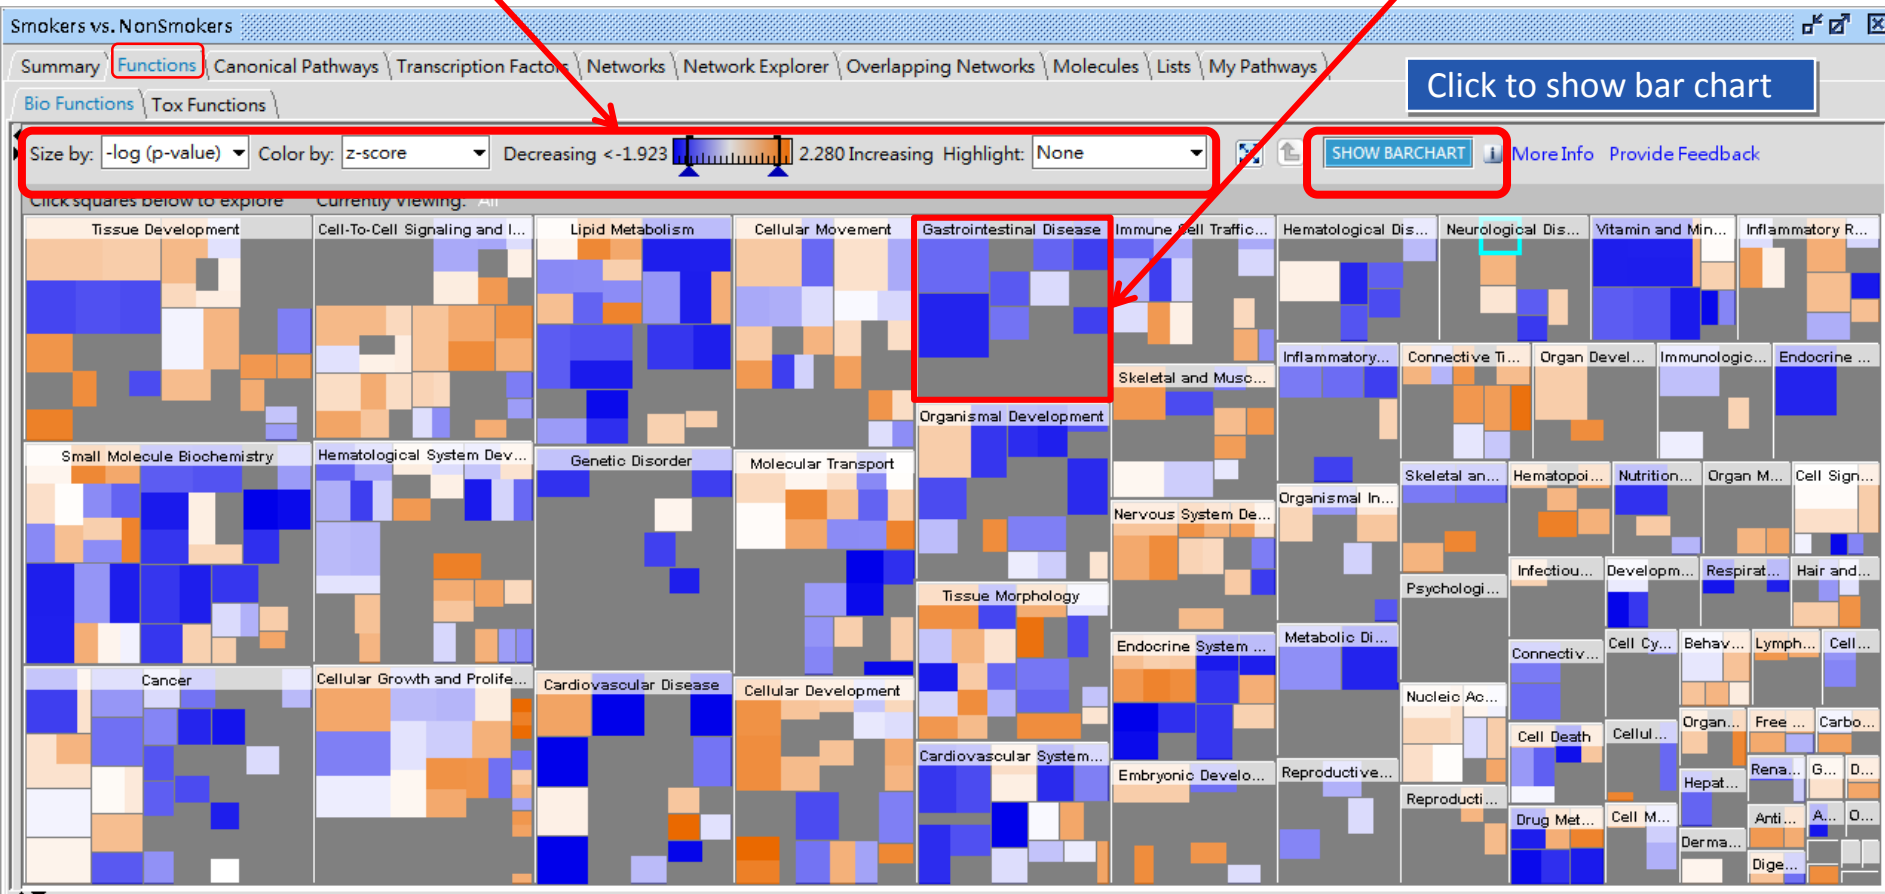 Smokers vs. NonSmokers
Summary Functions Canonical Pathways Transcription Factors Networks Network Explorer Overlapping Networks Molecules Lists My Pathways
Click to show bar chart
Bio Functions Tox Functions
Size by: -log (p-value) Color by: z-score Decreasing <-1.923 2.280 Increasing Highlight: None SHOW BARCHART i More Info Provide Feedback
Click squares below to explore Currently Viewing: All
Tissue Development Cell-To-Cell Signaling and I... Lipid Metabolism Cellular Movement Gastrointestinal Disease Immune Cell Traffic... Hematological Dis... Neurological Dis... Vitamin and Min... Inflammatory R...
Inflammatory... Connective Ti... Organ Devel... Immunologic... Endocrine ...
Skeletal and Musc...
Organismal Development
Small Molecule Biochemistry Hematological System Dev... Genetic Disorder Molecular Transport
Skeletal an... Hematopoi... Nutrition... Organ M... Cell Sign...
Organismal In...
Nervous System De...
Infectiou... Developm... Respirat... Hair and...
Psychologi...
Tissue Morphology
Endocrine System ... Metabolic Di... Connectiv... Cell Cy... Behav... Lymph... Cell...
Cancer Cellular Growth and Prolife... Cardiovascular Disease Cellular Development
Nucleic Ac...
Organ... Free ... Carbo...
Cell Death Cellul...
Cardiovascular System...
Embryonic Develo... Reproductive... Rena... G... D...
Hepat...
Reproducti...
Drug Met... Cell M... Anti... A... O...
Derma...
Dige...